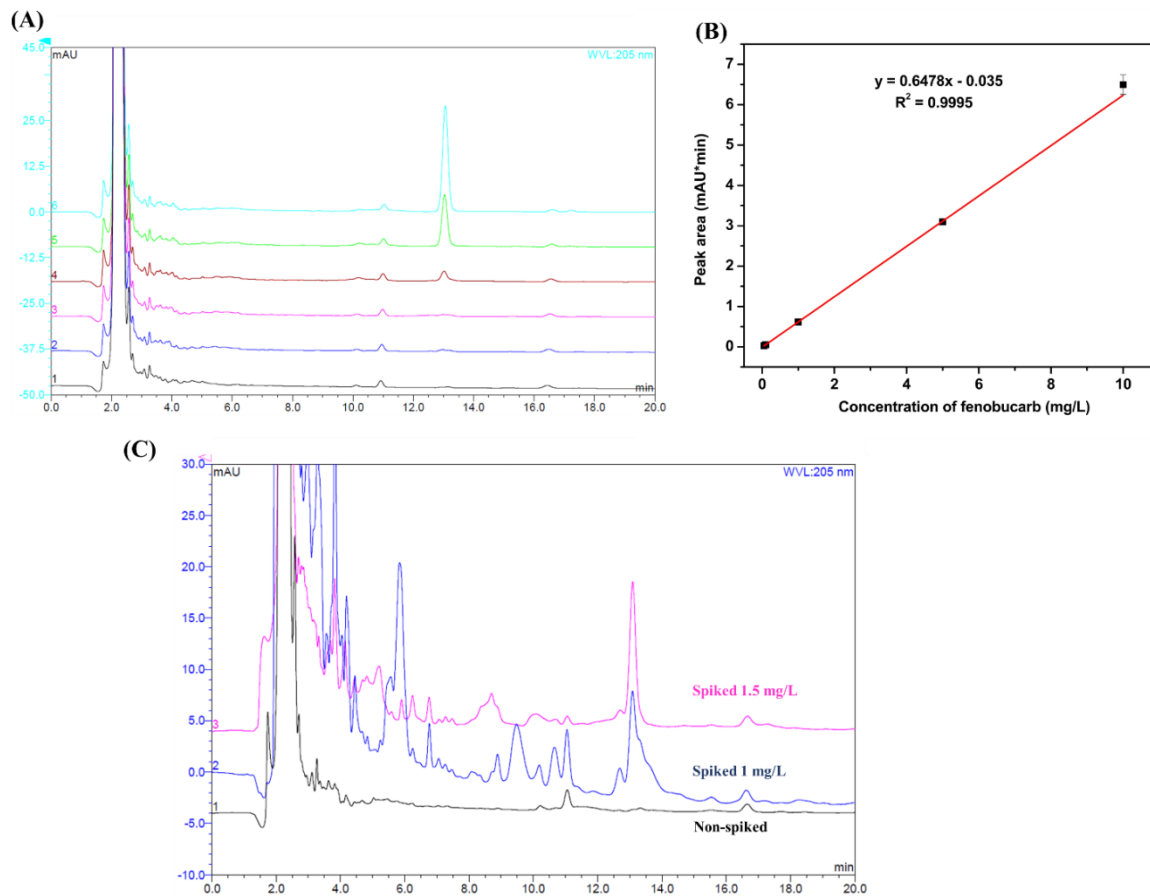 (A)
45.0
mAU
WVL:205 nm
25.0
12.5
0.0
-12.5
-25.0
-37.5
-50.0
6
5
4
3
2
1
min
0.0 2.0 4.0 6.0 8.0 10.0 12.0 14.0 16.0 18.0 20.0
(B)
y = 0.6478x - 0.035
R² = 0.9995
Peak area (mAU*min)
7
6
5
4
3
2
1
0
0 2 4 6 8 10
Concentration of fenobucarb (mg/L)
(C)
30.0
mAU
WVL:205 nm
25.0
20.0
15.0
10.0
5.0
0.0
-5.0
-10.0
3
2
1
Spiked 1.5 mg/L
Spiked 1 mg/L
Non-spiked
min
0.0 2.0 4.0 6.0 8.0 10.0 12.0 14.0 16.0 18.0 20.0